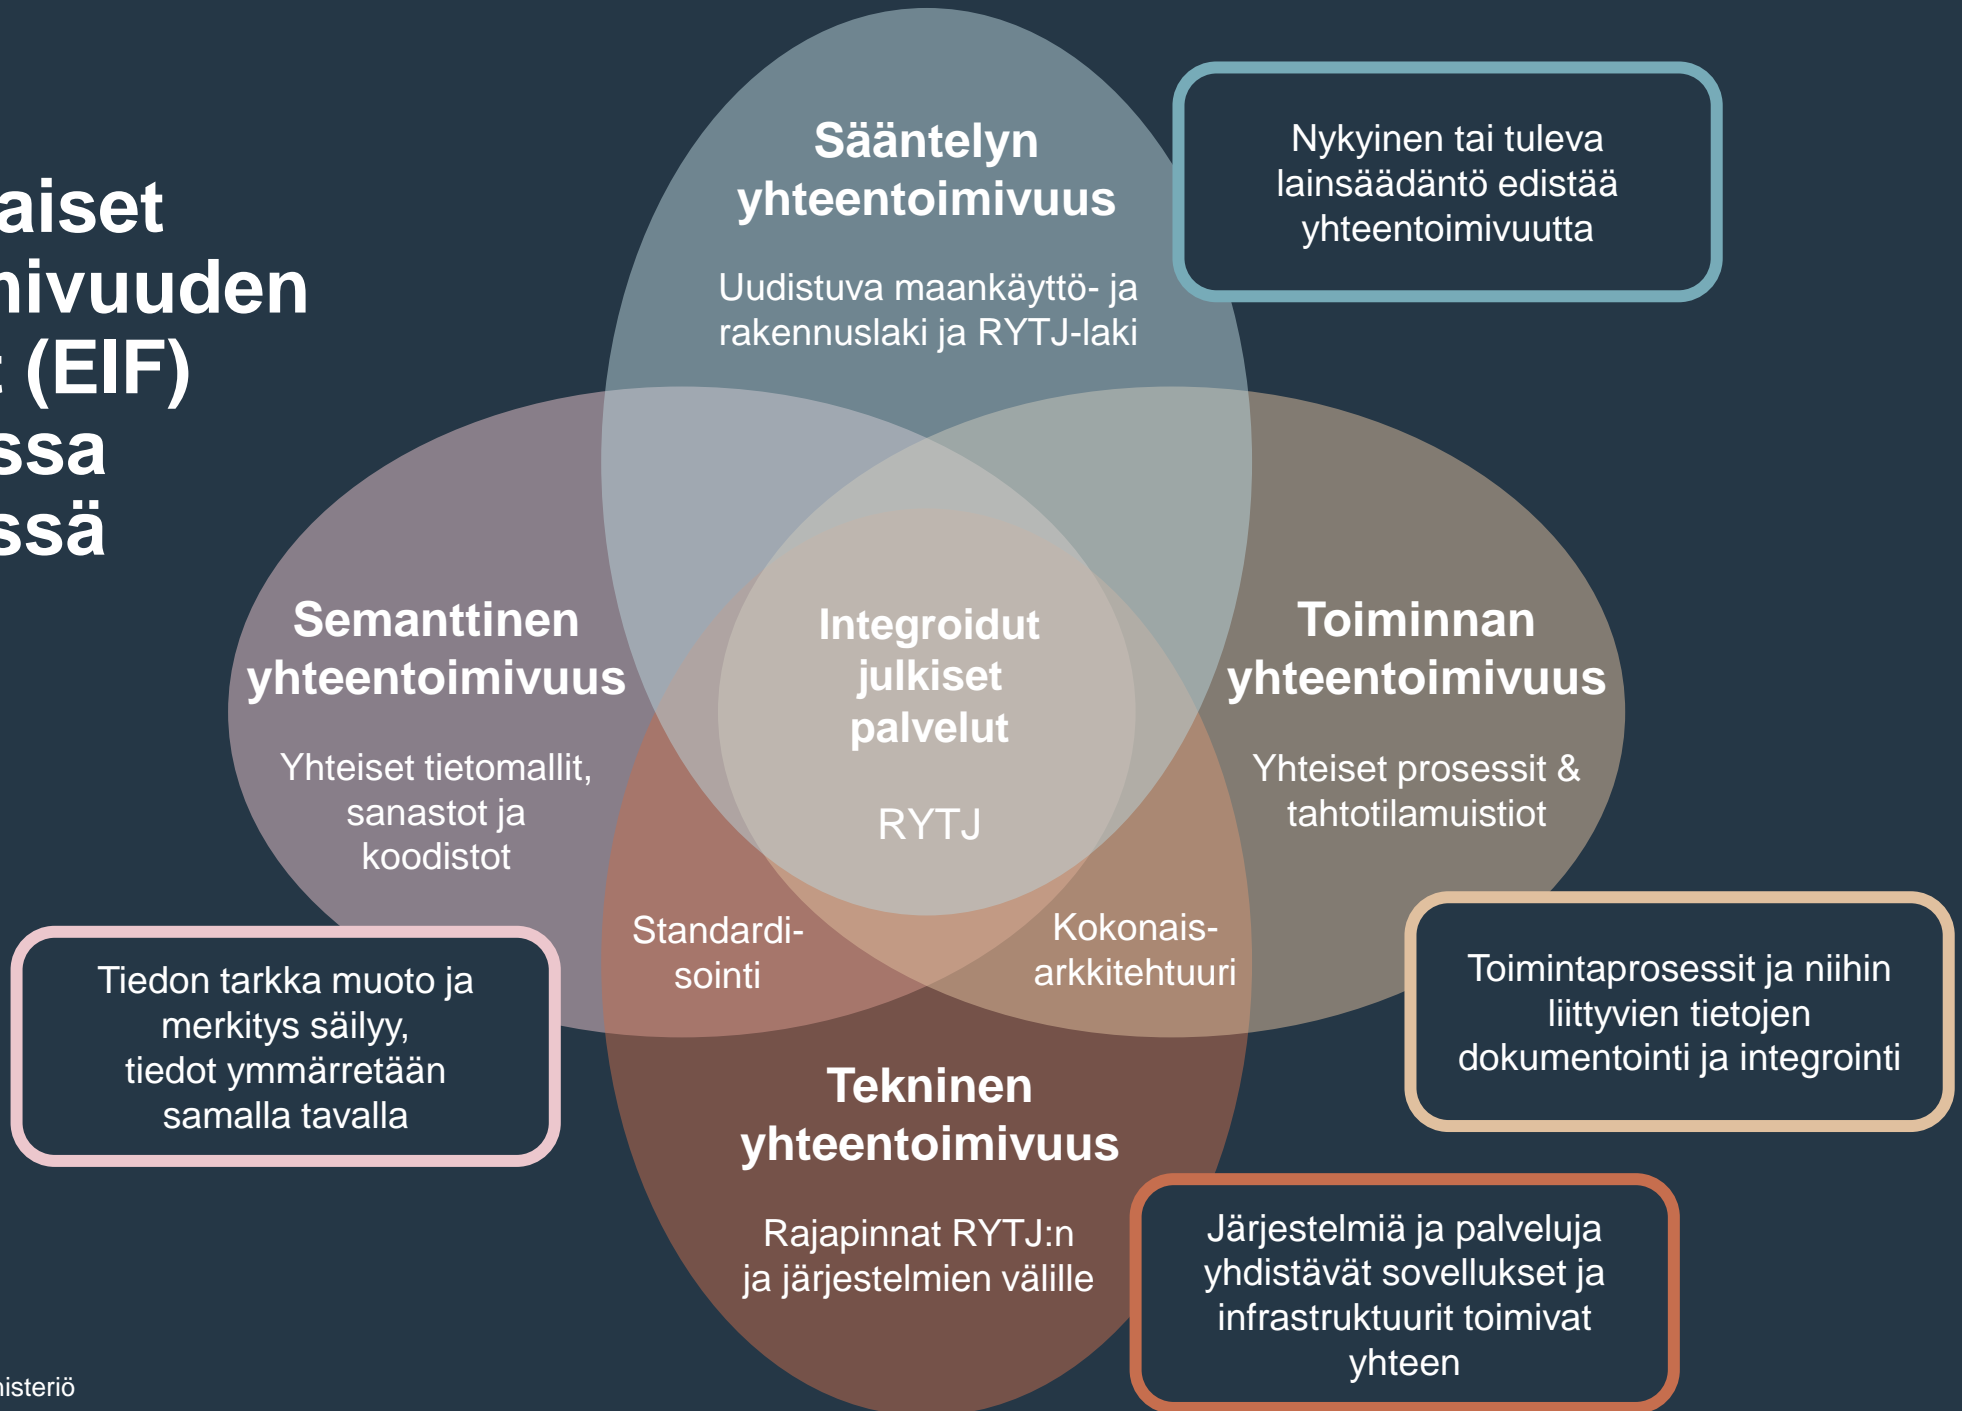 aiset
mivuuden
t (EIF)
ssa
ssä
Sääntelyn
yhteentoimivuus
Uudistuva maankäyttö- ja
rakennuslaki ja RYTJ-laki
Nykyinen tai tuleva
lainsäädäntö edistää
yhteentoimivuutta
Semanttinen
yhteentoimivuus
Yhteiset tietomallit,
sanastot ja
koodistot
Integroidut
julkiset
palvelut
RYTJ
Toiminnan
yhteentoimivuus
Yhteiset prosessit &
tahtotilamuistiot
Standardi-
sointi
Kokonais-
arkkitehtuuri
Tiedon tarkka muoto ja
merkitys säilyy,
tiedot ymmärretään
samalla tavalla
Toimintaprosessit ja niihin
liittyvien tietojen
dokumentointi ja integrointi
Tekninen
yhteentoimivuus
Rajapinnat RYTJ:n
ja järjestelmien välille
Järjestelmiä ja palveluja
yhdistävät sovellukset ja
infrastruktuurit toimivat
yhteen
nisteriö